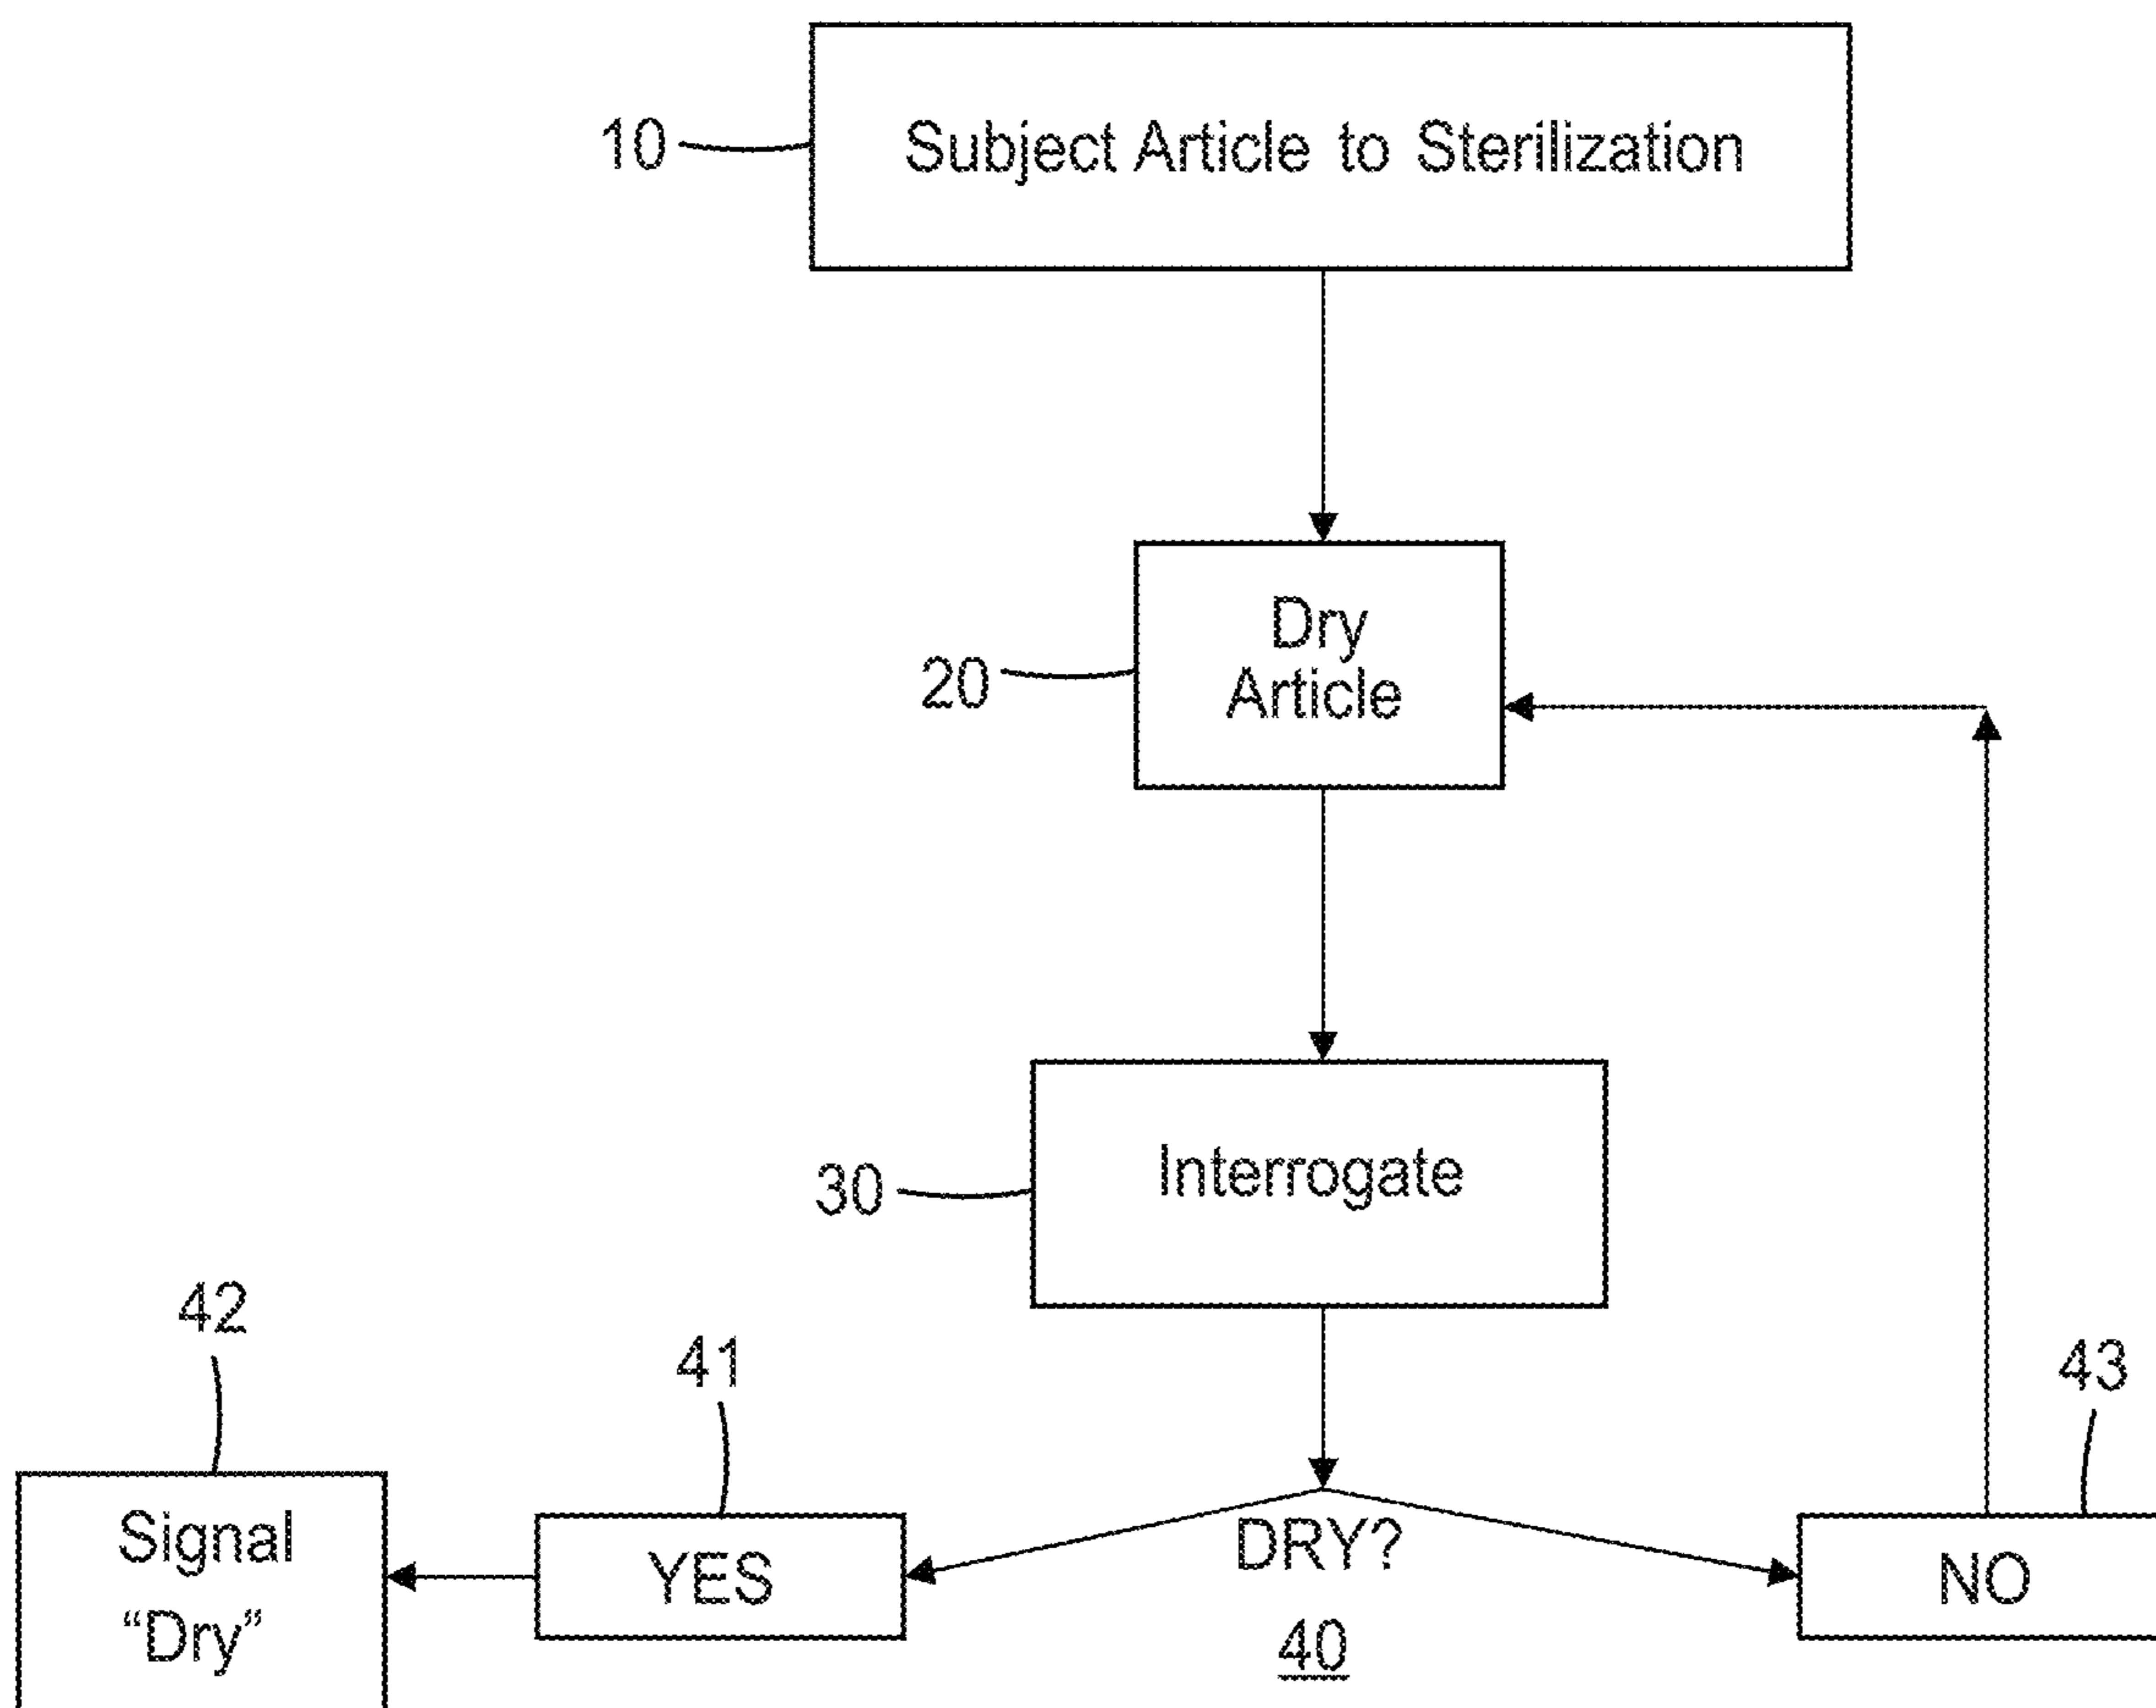 10
Subject Article to Sterilization
20
Dry
Article
30
Interrogate
42
41
43
Signal
“Dry”
YES
DRY?
40
NO